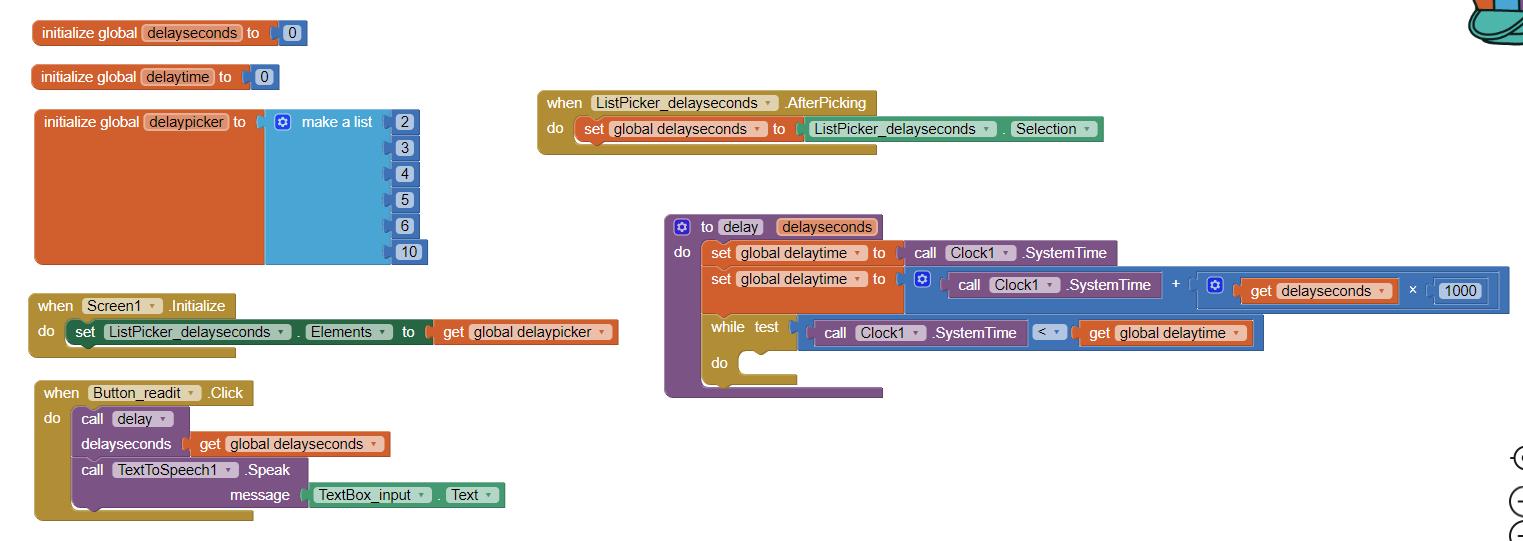 initialize global delayseconds to 0
initialize global delaytime to 0
initialize global delaypicker to make a list 2
3
4
5
6
10
when Screen1 .Initialize
do set ListPicker_delayseconds . Elements to get global delaypicker
when Button_readit .Click
do call delay
delayseconds get global delayseconds
call TextToSpeech1 .Speak
message TextBox_input . Text
when ListPicker_delayseconds .AfterPicking
do set global delayseconds to ListPicker_delayseconds . Selection
to delay delayseconds
do set global delaytime to call Clock1 .SystemTime
set global delaytime to call Clock1 .SystemTime + get delayseconds × 1000
while test call Clock1 .SystemTime < get global delaytime
do